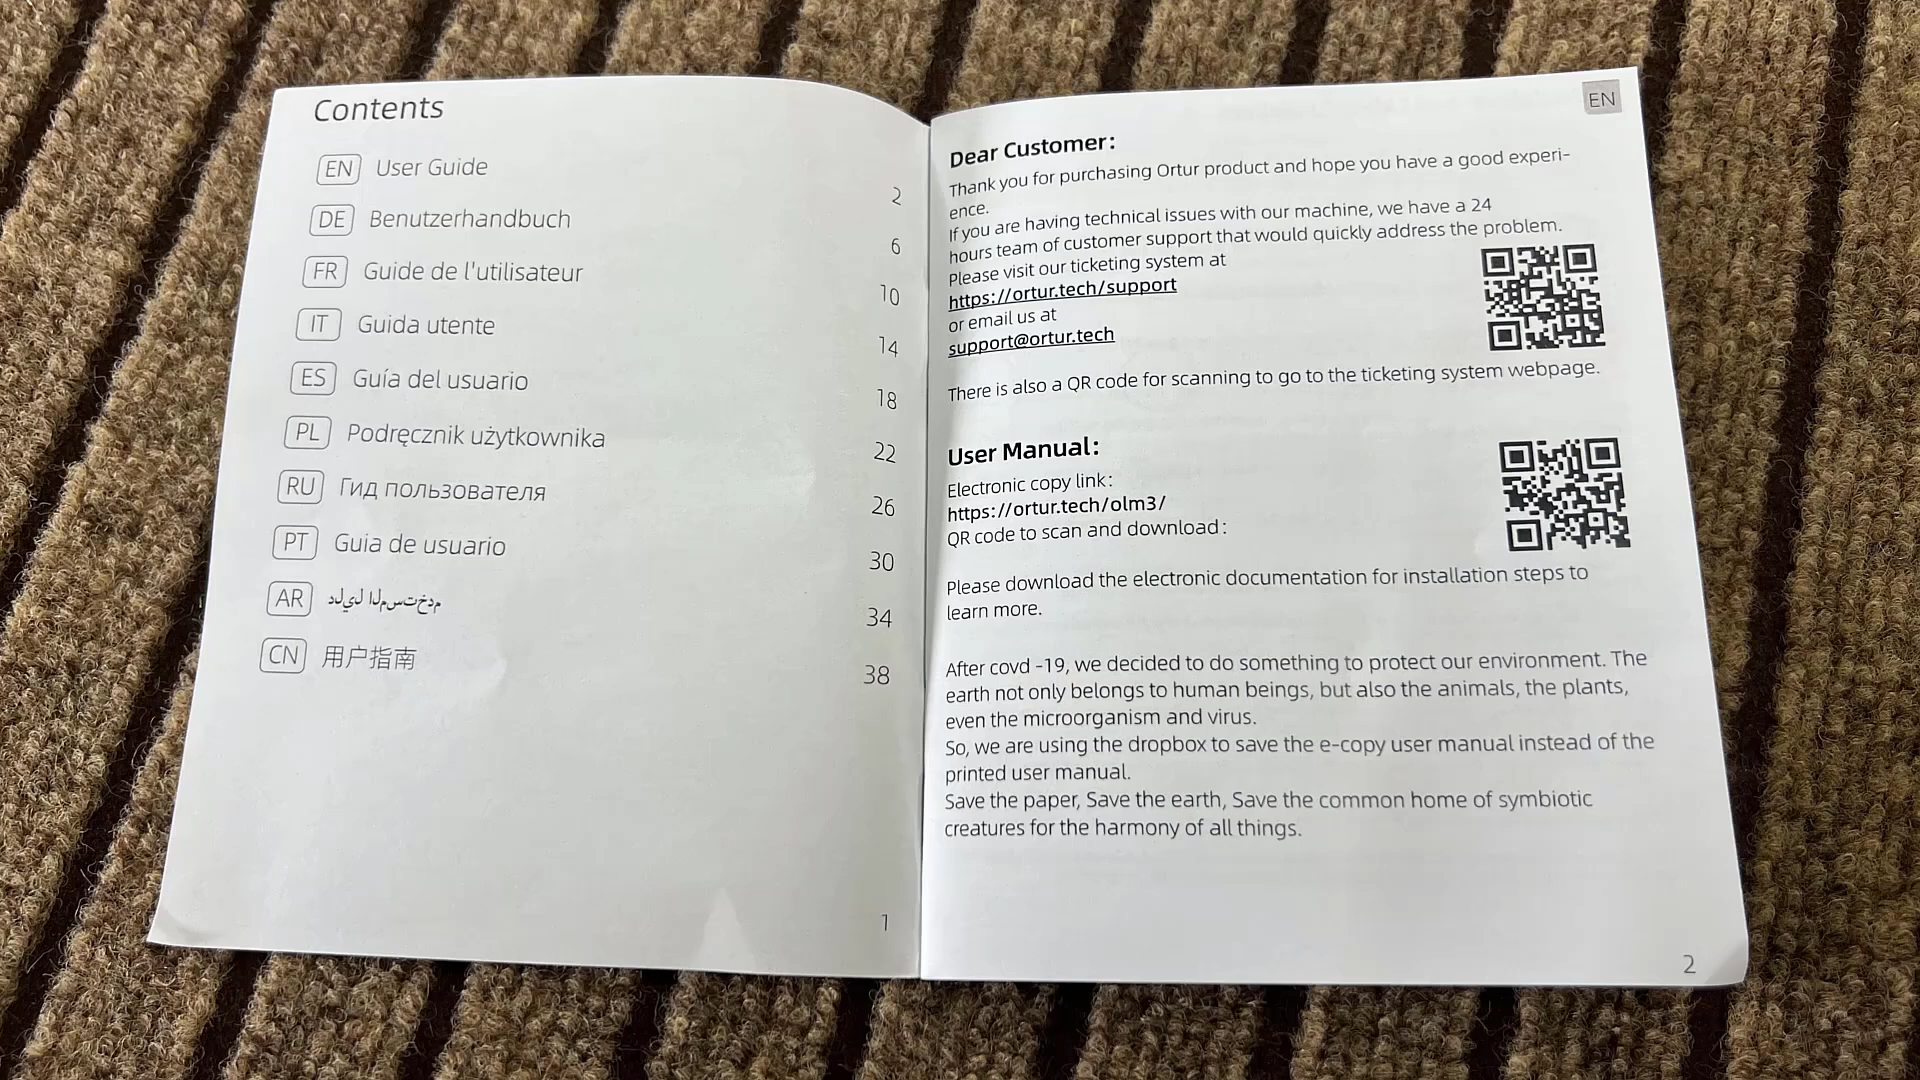 Contents
EN User Guide 2
DE Benutzerhandbuch 6
FR Guide de l'utilisateur 10
IT Guida utente 14
ES Guía del usuario 18
PL Podręcznik użytkownika 22
RU Гид пользователя 26
PT Guia de usuario 30
AR دليل المستخدم 34
CN 用户指南 38
1
EN
Dear Customer:
Thank you for purchasing Ortur product and hope you have a good experi-
ence.
If you are having technical issues with our machine, we have a 24
hours team of customer support that would quickly address the problem.
Please visit our ticketing system at
https://ortur.tech/support
or email us at
support@ortur.tech
There is also a QR code for scanning to go to the ticketing system webpage.
User Manual:
Electronic copy link:
https://ortur.tech/olm3/
QR code to scan and download:
Please download the electronic documentation for installation steps to
learn more.
After covd -19, we decided to do something to protect our environment. The
earth not only belongs to human beings, but also the animals, the plants,
even the microorganism and virus.
So, we are using the dropbox to save the e-copy user manual instead of the
printed user manual.
Save the paper, Save the earth, Save the common home of symbiotic
creatures for the harmony of all things.
2